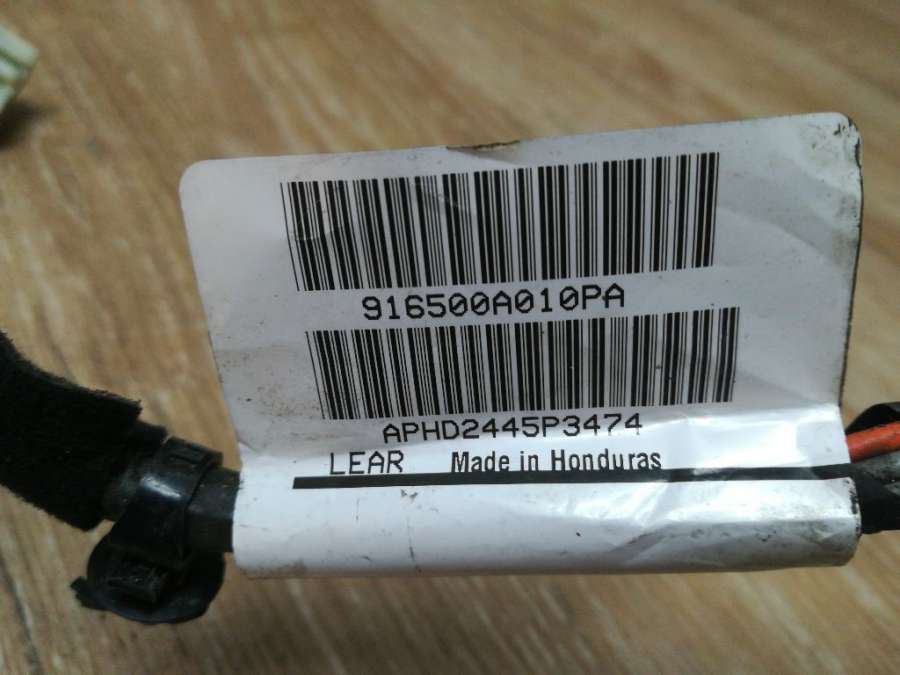 916500A010PA
APHD2445P3474
LEAR Made in Honduras